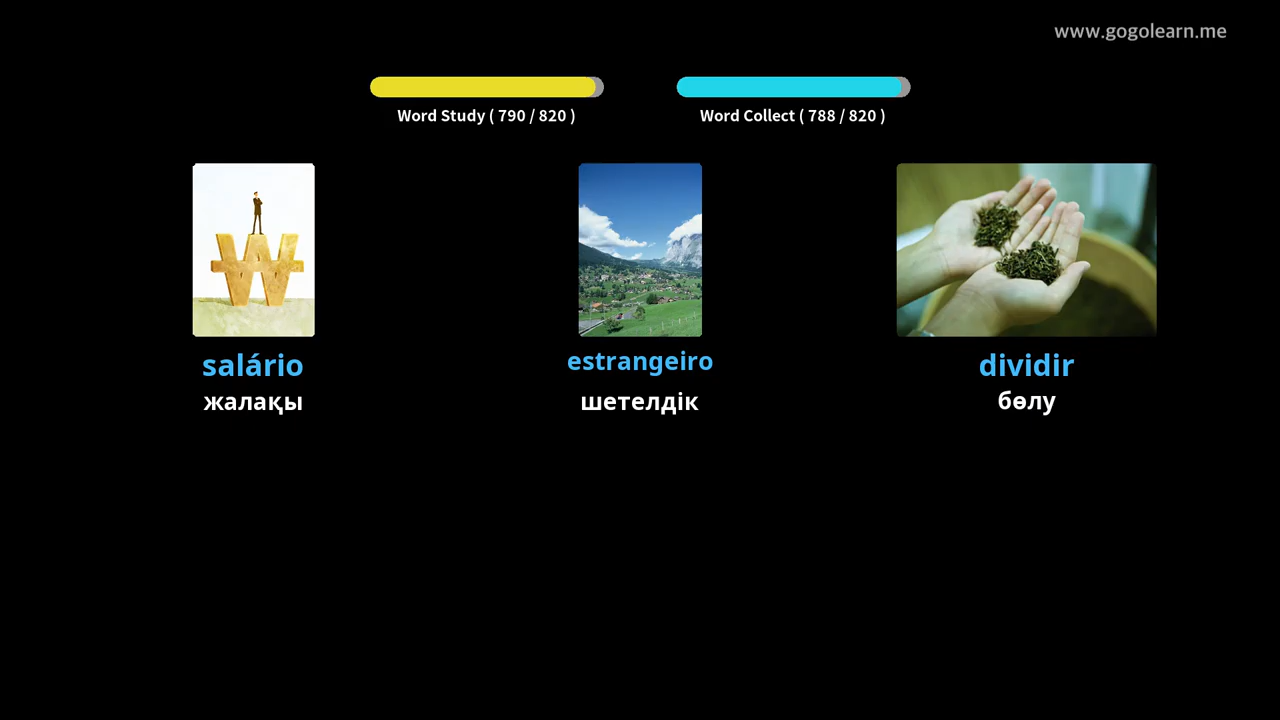 www.gogolearn.me
Word Study ( 790 / 820 )
Word Collect ( 788 / 820 )
salário
estrangeiro
dividir
жалақы
шетелдік
бөлу